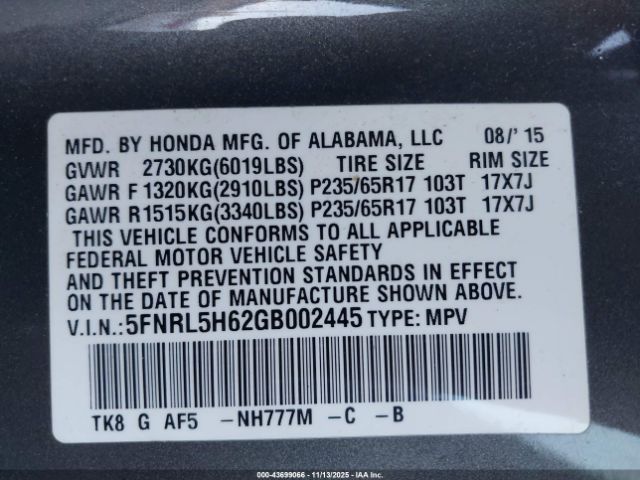 MFD. BY HONDA MFG. OF ALABAMA, LLC 08/'15
GVWR 2730KG(6019LBS) TIRE SIZE RIM SIZE
GAWR F 1320KG(2910LBS) P235/65R17 103T 17X7J
GAWR R1515KG(3340LBS) P235/65R17 103T 17X7J
THIS VEHICLE CONFORMS TO ALL APPLICABLE
FEDERAL MOTOR VEHICLE SAFETY
AND THEFT PREVENTION STANDARDS IN EFFECT ON
THE DATE OF MANUFACTURE SHOWN ABOVE.
V.I.N.:5FNRL5H62GB002445 TYPE: MPV
TK8 G AF5 -NH777M -C -B
000-43699066 - 11/13/2025 - IAA Holdings, LLC